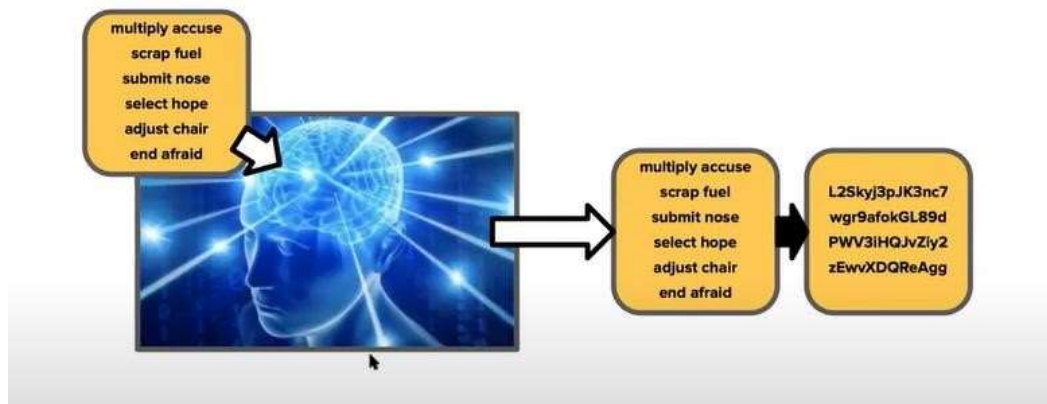 multiply accuse
scrap fuel
submit nose
select hope
adjust chair
end afraid
multiply accuse
scrap fuel
submit nose
select hope
adjust chair
end afraid
L2Skyj3pJK3nc7
wgr9afokGL89d
PWV3iHQJvZiy2
zEwvXDQReAgg